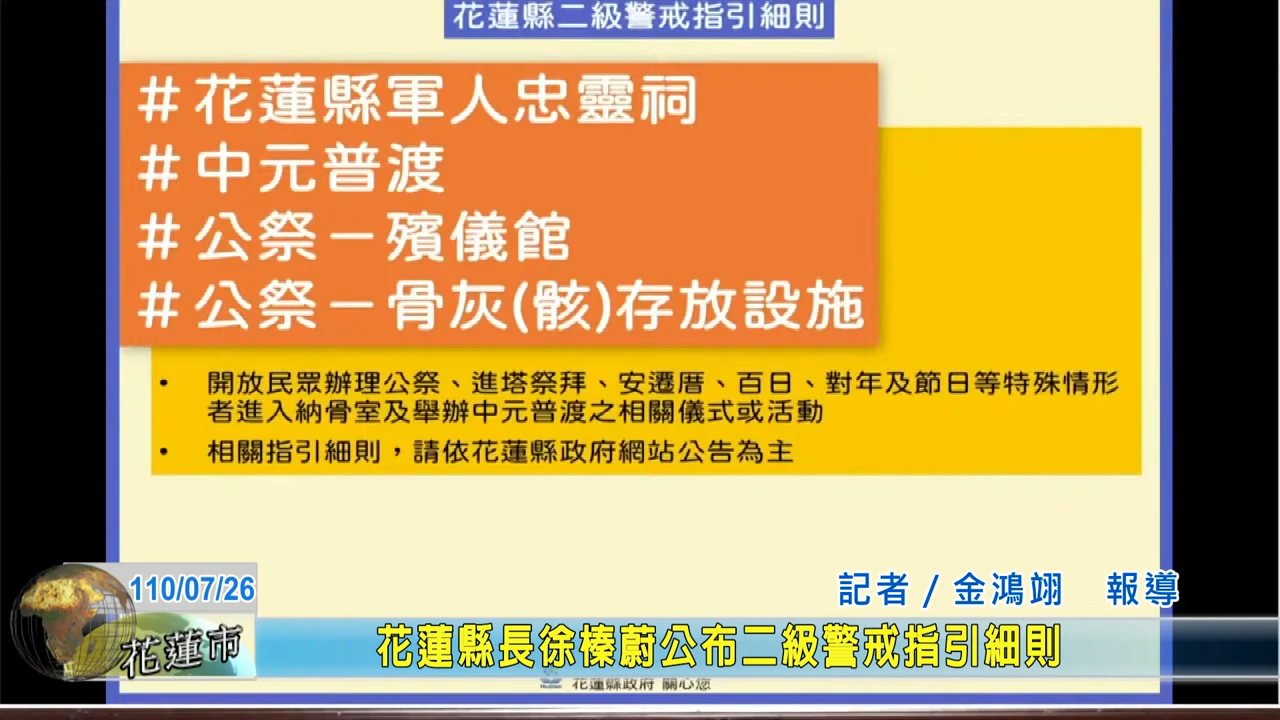 花蓮縣二級警戒指引細則
#花蓮縣軍人忠靈祠
#中元普渡
#公祭－殯儀館
#公祭－骨灰(骸)存放設施
• 開放民眾辦理公祭、進塔祭拜、安遷厝、百日、對年及節日等特殊情形
者進入納骨室及舉辦中元普渡之相關儀式或活動
• 相關指引細則，請依花蓮縣政府網站公告為主
110/07/26
記者/金鴻翊 報導
花蓮市
花蓮縣長徐榛蔚公布二級警戒指引細則
花蓮縣政府 關心您